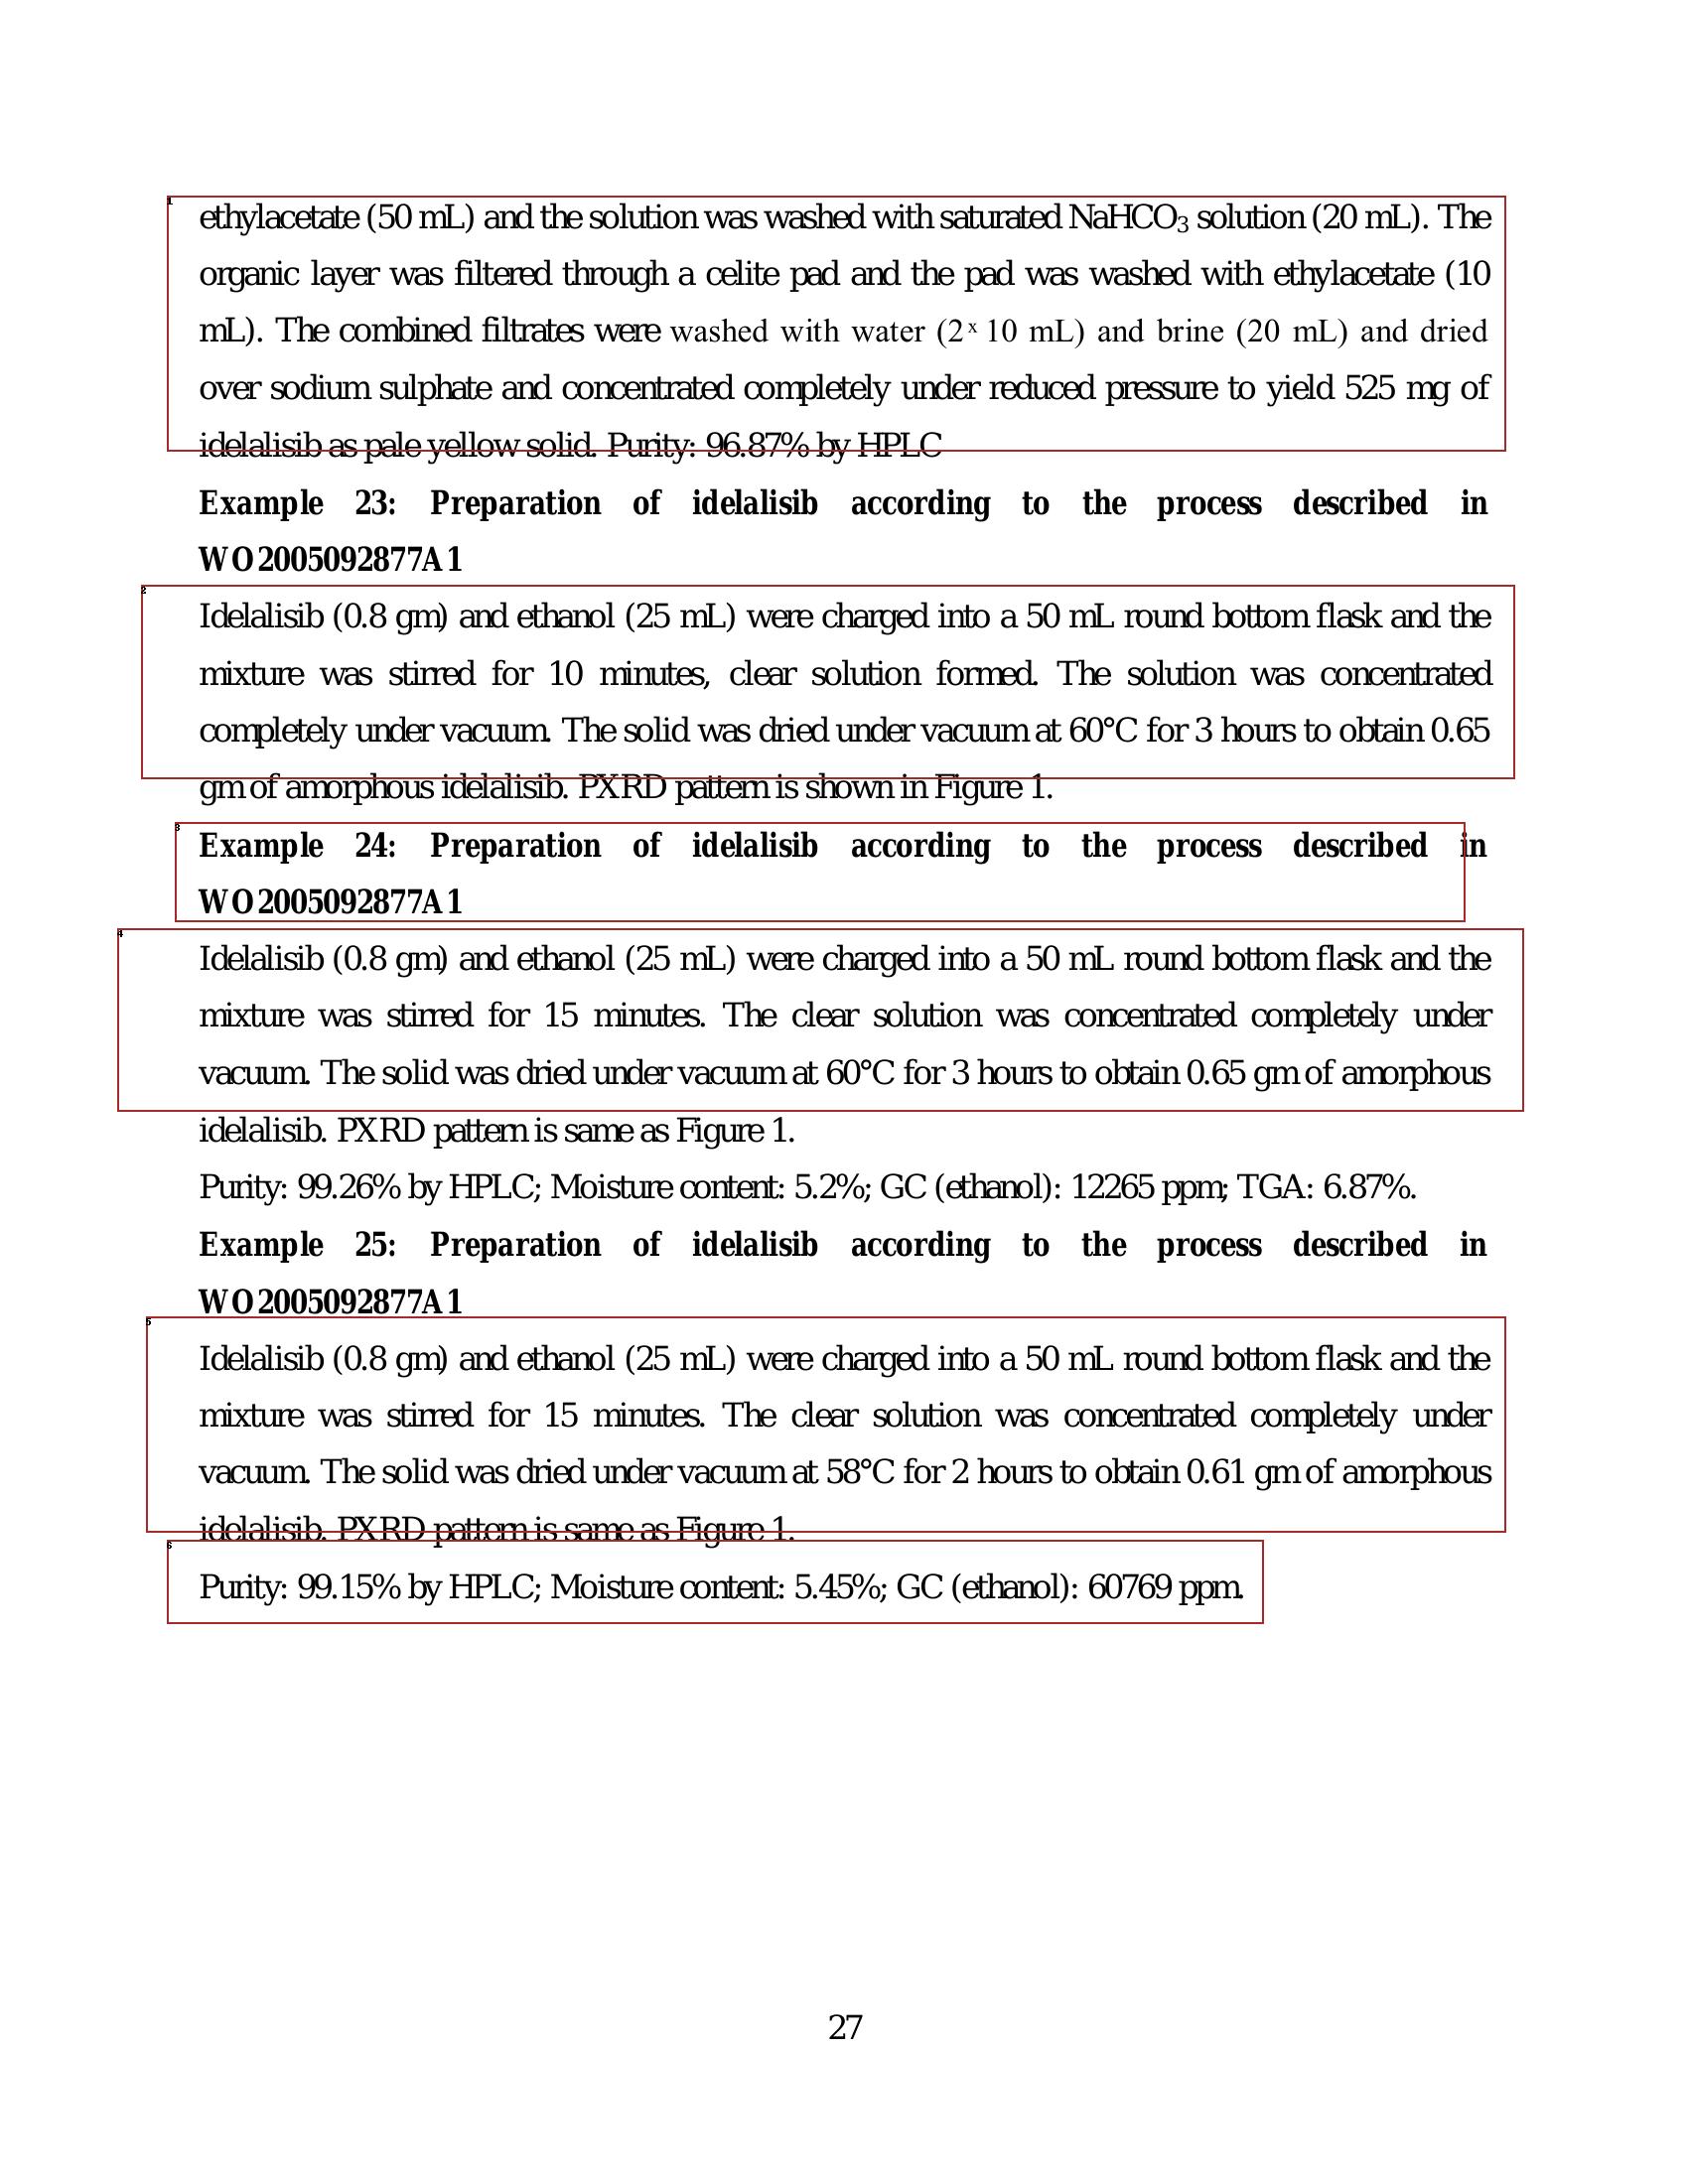 1
ethylacetate (50 mL) and the solution was washed with saturated NaHCO₃ solution (20 mL). The
organic layer was filtered through a celite pad and the pad was washed with ethylacetate (10
mL). The combined filtrates were washed with water (2 ˣ 10 mL) and brine (20 mL) and dried
over sodium sulphate and concentrated completely under reduced pressure to yield 525 mg of
idelalisib as pale yellow solid. Purity: 96.87% by HPLC
Example 23: Preparation of idelalisib according to the process described in
WO2005092877A1
2
Idelalisib (0.8 gm) and ethanol (25 mL) were charged into a 50 mL round bottom flask and the
mixture was stirred for 10 minutes, clear solution formed. The solution was concentrated
completely under vacuum. The solid was dried under vacuum at 60°C for 3 hours to obtain 0.65
gm of amorphous idelalisib. PXRD pattern is shown in Figure 1.
3
Example 24: Preparation of idelalisib according to the process described in
WO2005092877A1
4
Idelalisib (0.8 gm) and ethanol (25 mL) were charged into a 50 mL round bottom flask and the
mixture was stirred for 15 minutes. The clear solution was concentrated completely under
vacuum. The solid was dried under vacuum at 60°C for 3 hours to obtain 0.65 gm of amorphous
idelalisib. PXRD pattern is same as Figure 1.
Purity: 99.26% by HPLC; Moisture content: 5.2%; GC (ethanol): 12265 ppm; TGA: 6.87%.
Example 25: Preparation of idelalisib according to the process described in
WO2005092877A1
5
Idelalisib (0.8 gm) and ethanol (25 mL) were charged into a 50 mL round bottom flask and the
mixture was stirred for 15 minutes. The clear solution was concentrated completely under
vacuum. The solid was dried under vacuum at 58°C for 2 hours to obtain 0.61 gm of amorphous
idelalisib. PXRD pattern is same as Figure 1.
6
Purity: 99.15% by HPLC; Moisture content: 5.45%; GC (ethanol): 60769 ppm.
27